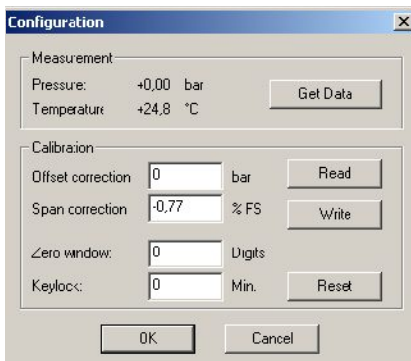 Configuration
Measurement
Pressure: +0,00 bar
Get Data
Temperature +24,8 °C
Calibration
Offset correction 0 bar Read
Span correction -0,77 % FS Write
Zero window: 0 Digits
Keylock: 0 Min. Reset
OK Cancel